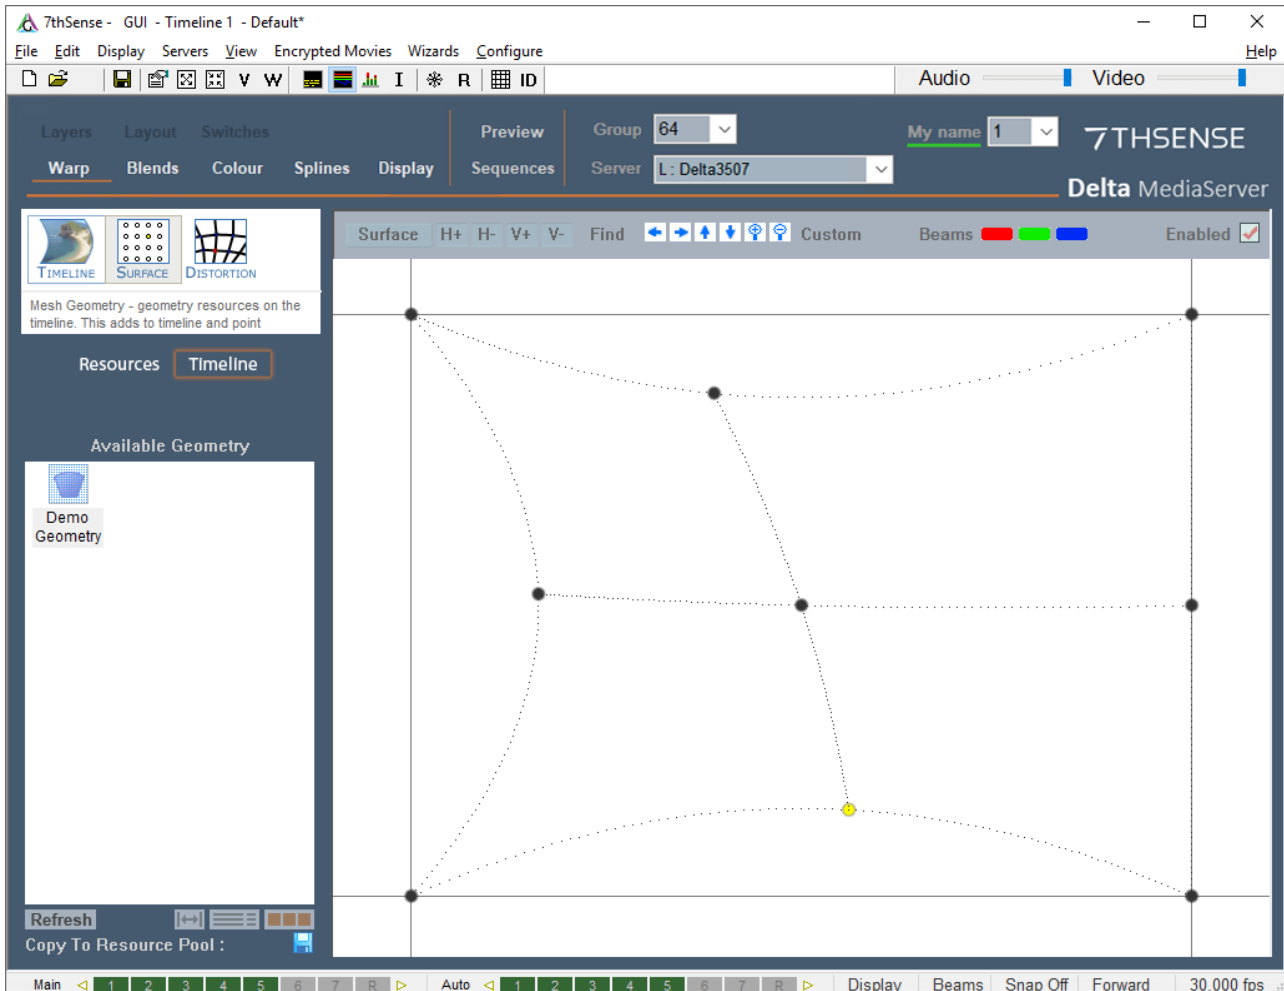 7thSense - GUI - Timeline 1 - Default*
File Edit Display Servers View Encrypted Movies Wizards Configure Help
V W I R ID Audio Video
Layers Layout Switches Preview Group 64 My name 1 7THSENSE
Warp Blends Colour Splines Display Sequences Server L : Delta3507
Delta MediaServer
Surface H+ H- V+ V- Find Custom Beams Enabled
TIMELINE SURFACE DISTORTION
Mesh Geometry - geometry resources on the
timeline. This adds to timeline and point
Resources Timeline
Available Geometry
Demo
Geometry
Refresh
Copy To Resource Pool :
Main 1 2 3 4 5 6 7 R Auto 1 2 3 4 5 6 7 R Display Beams Snap Off Forward 30.000 fps